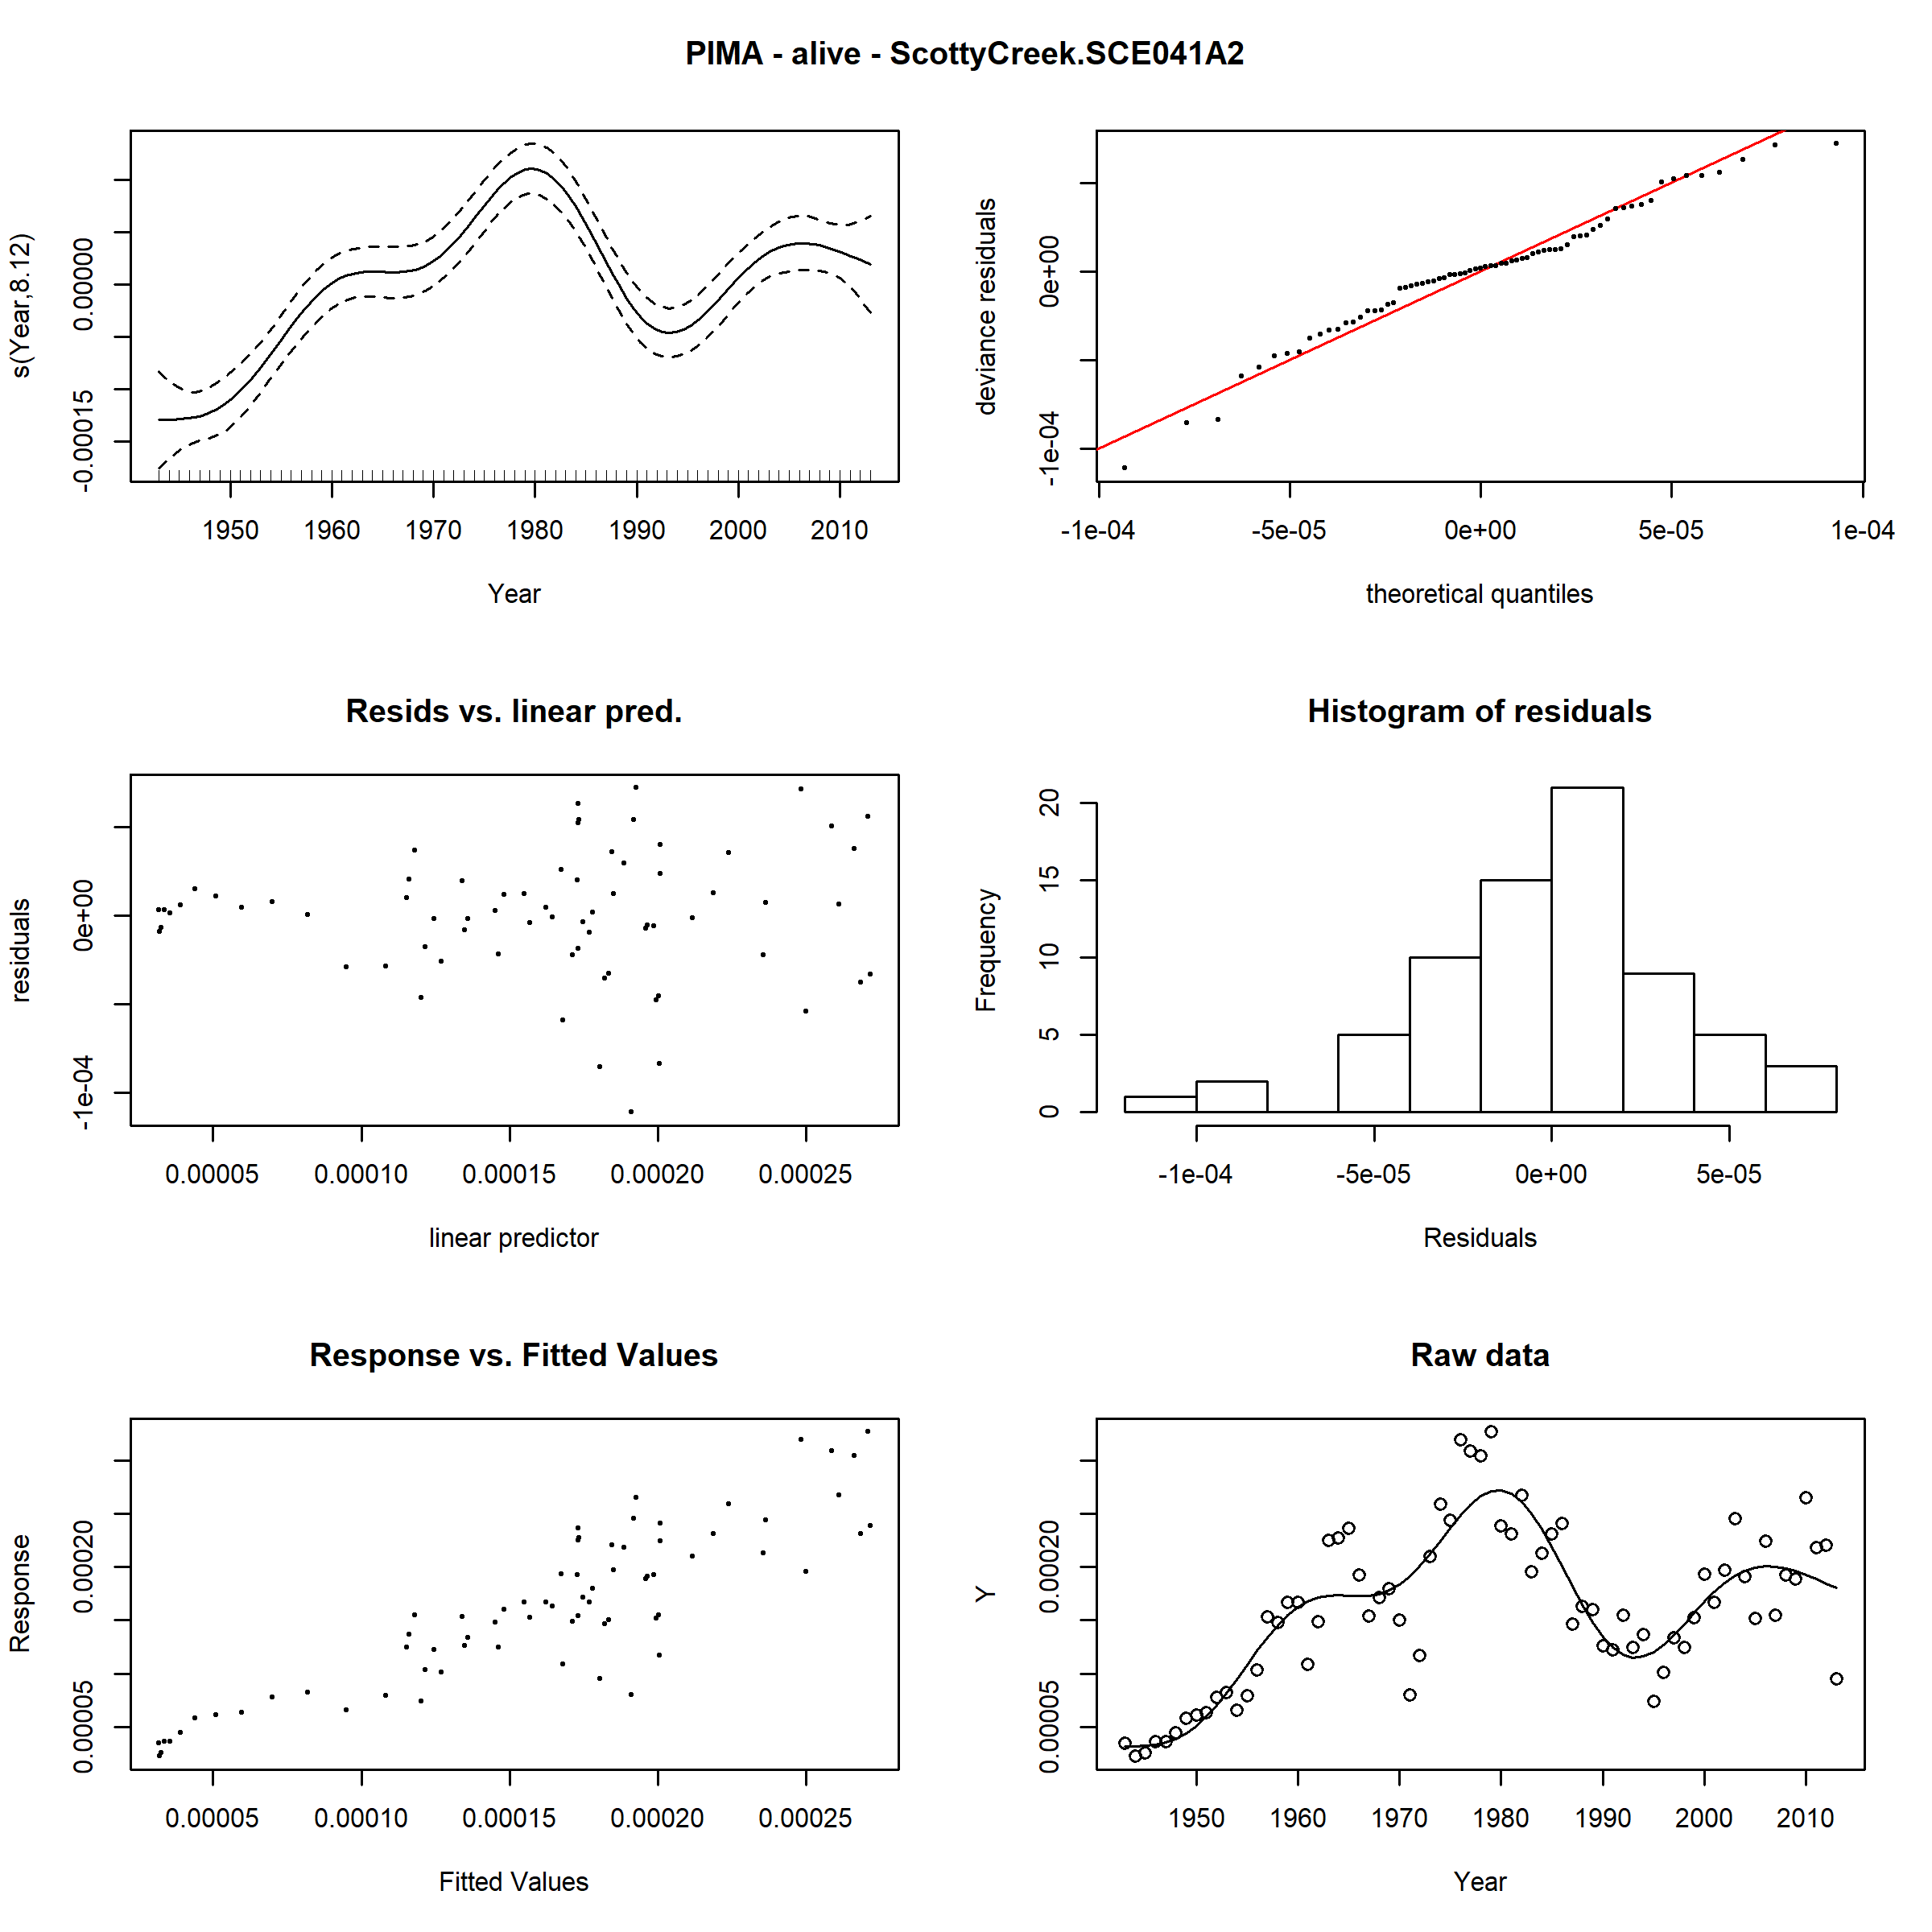 PIMA - alive - ScottyCreek.SCE041A2
s(Year,8.12)
-0.00015 0.00000
1950 1960 1970 1980 1990 2000 2010
Year
deviance residuals
-1e-04 0e+00
-1e-04 -5e-05 0e+00 5e-05 1e-04
theoretical quantiles
Resids vs. linear pred.
residuals
-1e-04 0e+00
0.00005 0.00010 0.00015 0.00020 0.00025
linear predictor
Histogram of residuals
Frequency
0 5 10 15 20
-1e-04 -5e-05 0e+00 5e-05
Residuals
Response vs. Fitted Values
Response
0.00005 0.00020
0.00005 0.00010 0.00015 0.00020 0.00025
Fitted Values
Raw data
Y
0.00005 0.00020
1950 1960 1970 1980 1990 2000 2010
Year